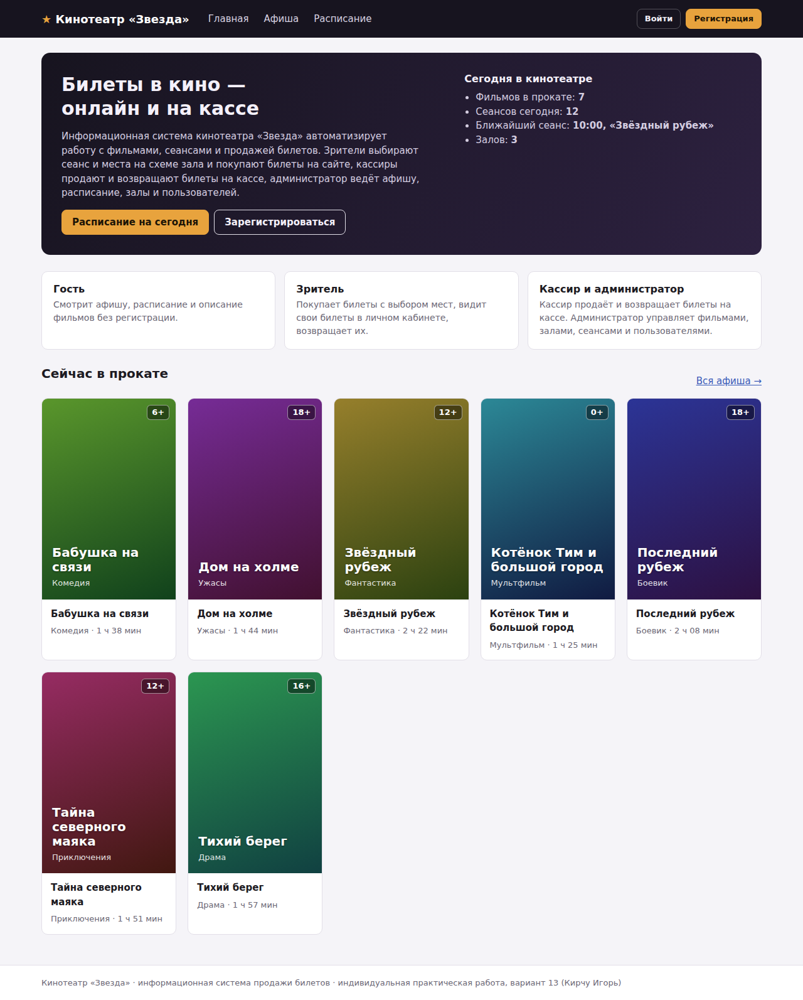 ★ Кинотеатр «Звезда» Главная Афиша Расписание Войти Регистрация
Билеты в кино —
онлайн и на кассе
Информационная система кинотеатра «Звезда» автоматизирует
работу с фильмами, сеансами и продажей билетов. Зрители выбирают
сеанс и места на схеме зала и покупают билеты на сайте, кассиры
продают и возвращают билеты на кассе, администратор ведёт афишу,
расписание, залы и пользователей.
Расписание на сегодня Зарегистрироваться
Сегодня в кинотеатре
• Фильмов в прокате: 7
• Сеансов сегодня: 12
• Ближайший сеанс: 10:00, «Звёздный рубеж»
• Залов: 3
Гость
Смотрит афишу, расписание и описание
фильмов без регистрации.
Зритель
Покупает билеты с выбором мест, видит
свои билеты в личном кабинете,
возвращает их.
Кассир и администратор
Кассир продаёт и возвращает билеты на
кассе. Администратор управляет фильмами,
залами, сеансами и пользователями.
Сейчас в прокате
Вся афиша →
6+
Бабушка на
связи
Комедия
Бабушка на связи
Комедия · 1 ч 38 мин
18+
Дом на холме
Ужасы
Дом на холме
Ужасы · 1 ч 44 мин
12+
Звёздный
рубеж
Фантастика
Звёздный рубеж
Фантастика · 2 ч 22 мин
0+
Котёнок Тим и
большой город
Мультфильм
Котёнок Тим и
большой город
Мультфильм · 1 ч 25 мин
18+
Последний
рубеж
Боевик
Последний рубеж
Боевик · 2 ч 08 мин
12+
Тайна
северного
маяка
Приключения
Тайна северного
маяка
Приключения · 1 ч 51 мин
16+
Тихий берег
Драма
Тихий берег
Драма · 1 ч 57 мин
Кинотеатр «Звезда» · информационная система продажи билетов · индивидуальная практическая работа, вариант 13 (Кирчу Игорь)